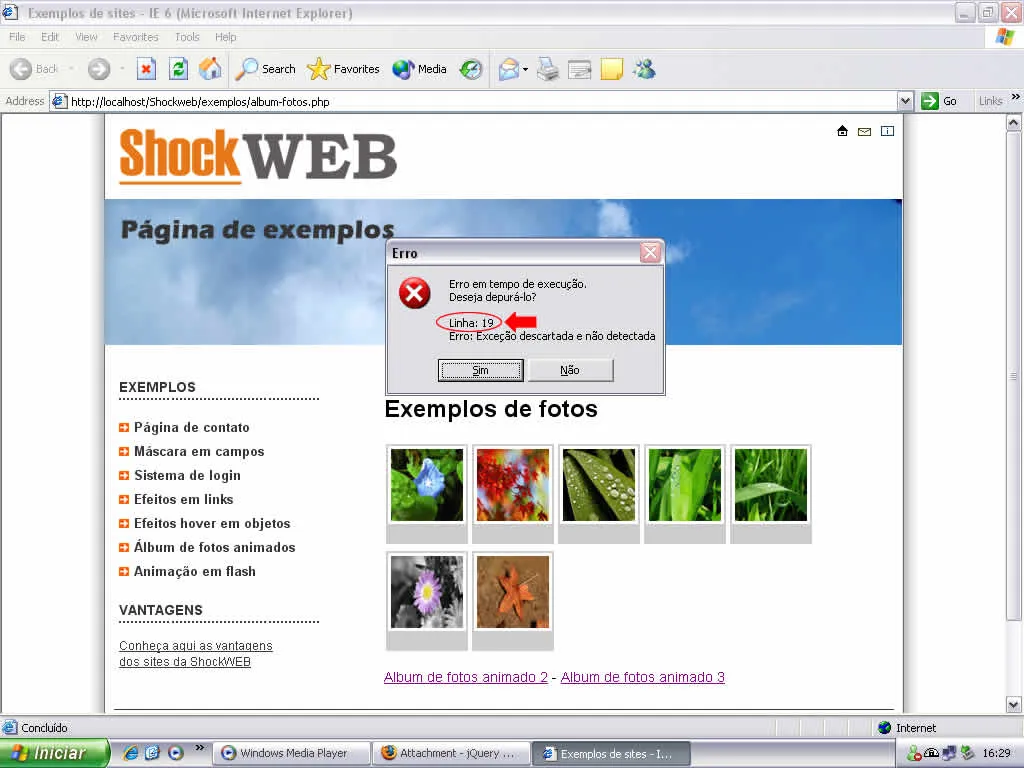 Exemplos de sites - IE 6 (Microsoft Internet Explorer)
File Edit View Favorites Tools Help
Back Search Favorites Media
Address http://localhost/Shockweb/exemplos/album-fotos.php Go Links »
ShockWEB
Página de exemplos
Erro
Erro em tempo de execução.
Deseja depurá-lo?
Linha: 19
Erro: Exceção descartada e não detectada
Sim Não
EXEMPLOS
Página de contato
Máscara em campos
Sistema de login
Efeitos em links
Efeitos hover em objetos
Álbum de fotos animados
Animação em flash
VANTAGENS
Conheça aqui as vantagens
dos sites da ShockWEB
Exemplos de fotos
Album de fotos animado 2 - Album de fotos animado 3
Concluído Internet
Iniciar » Windows Media Player Attachment - jQuery ... Exemplos de sites - I... 16:29